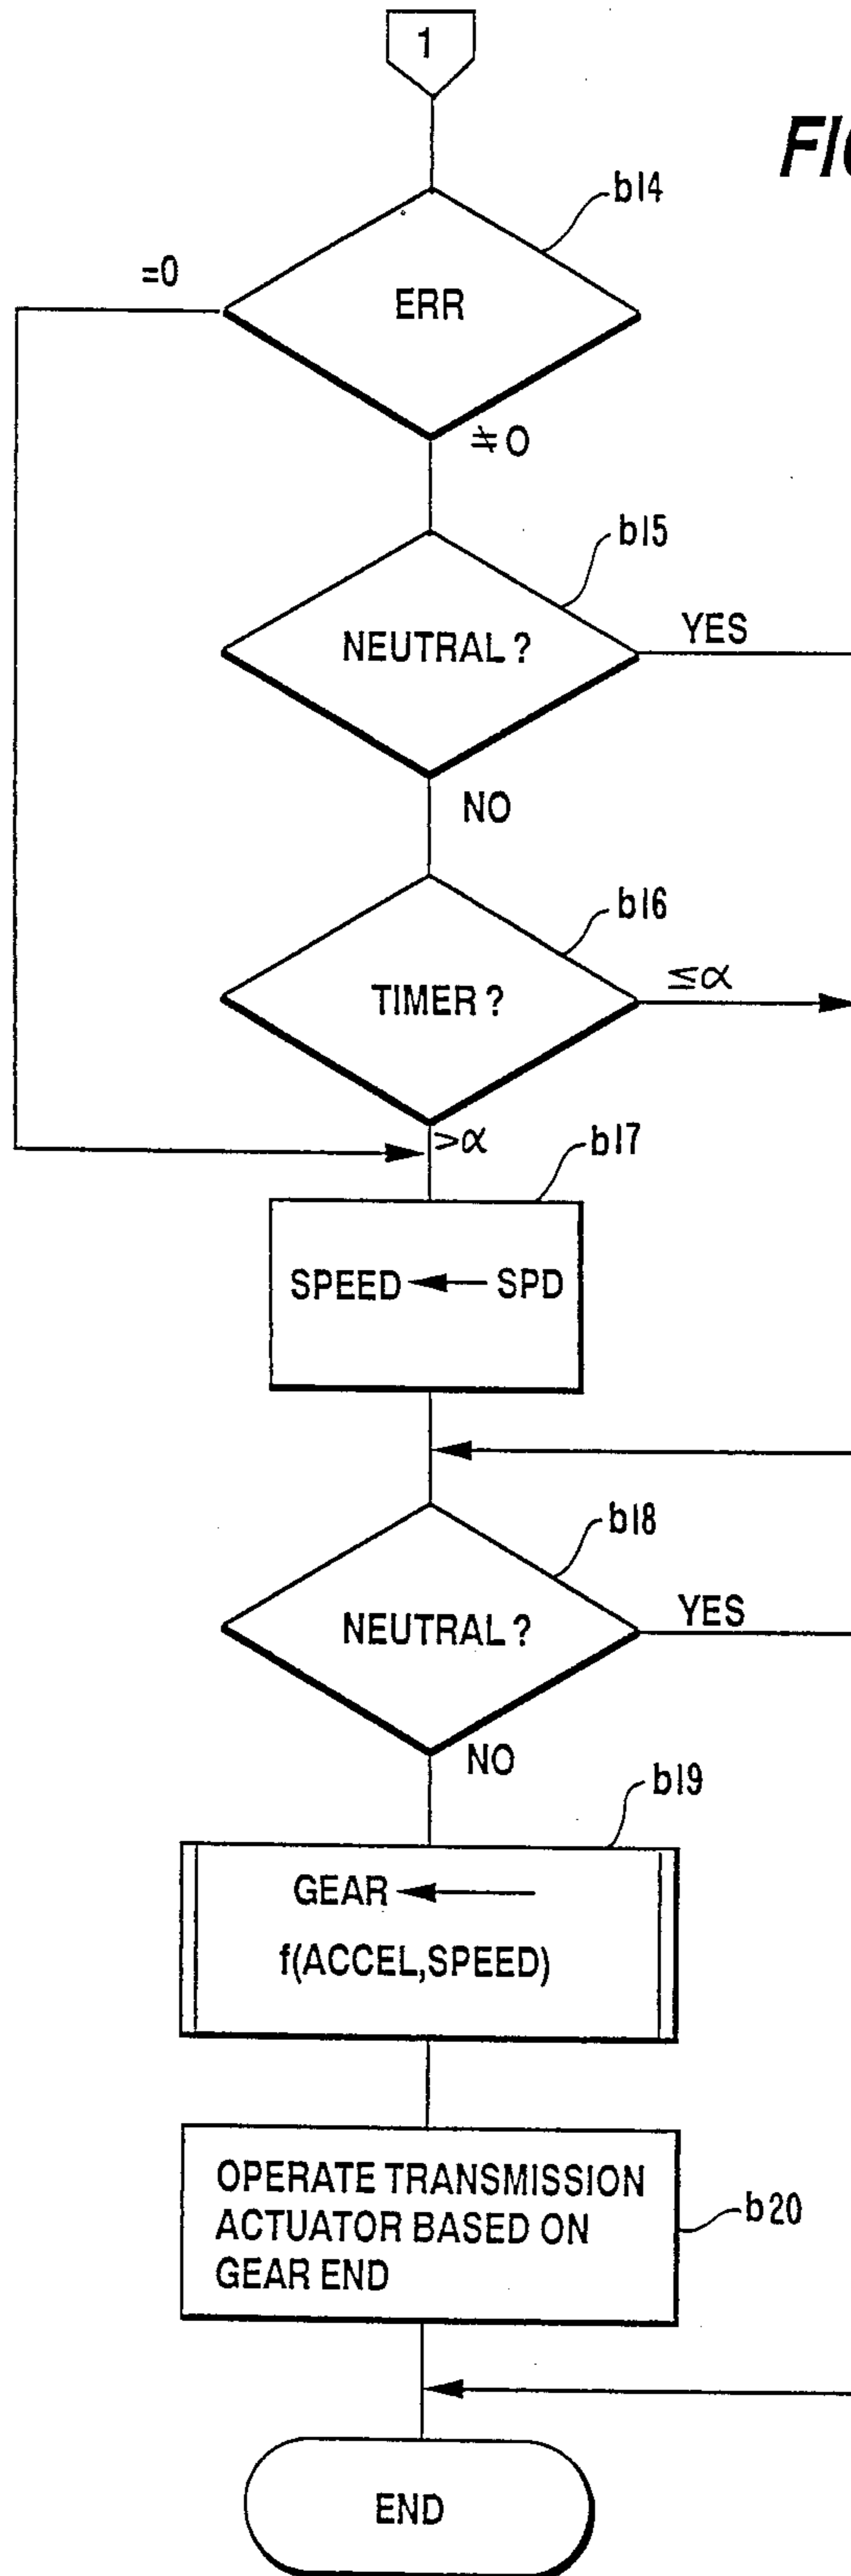 1
FIG
b14
=0
ERR
≠0
b15
NEUTRAL?
YES
NO
b16
TIMER?
≤α
>α
b17
SPEED ← SPD
b18
NEUTRAL?
YES
NO
b19
GEAR ←
f(ACCEL,SPEED)
OPERATE TRANSMISSION
ACTUATOR BASED ON
GEAR END
b20
END